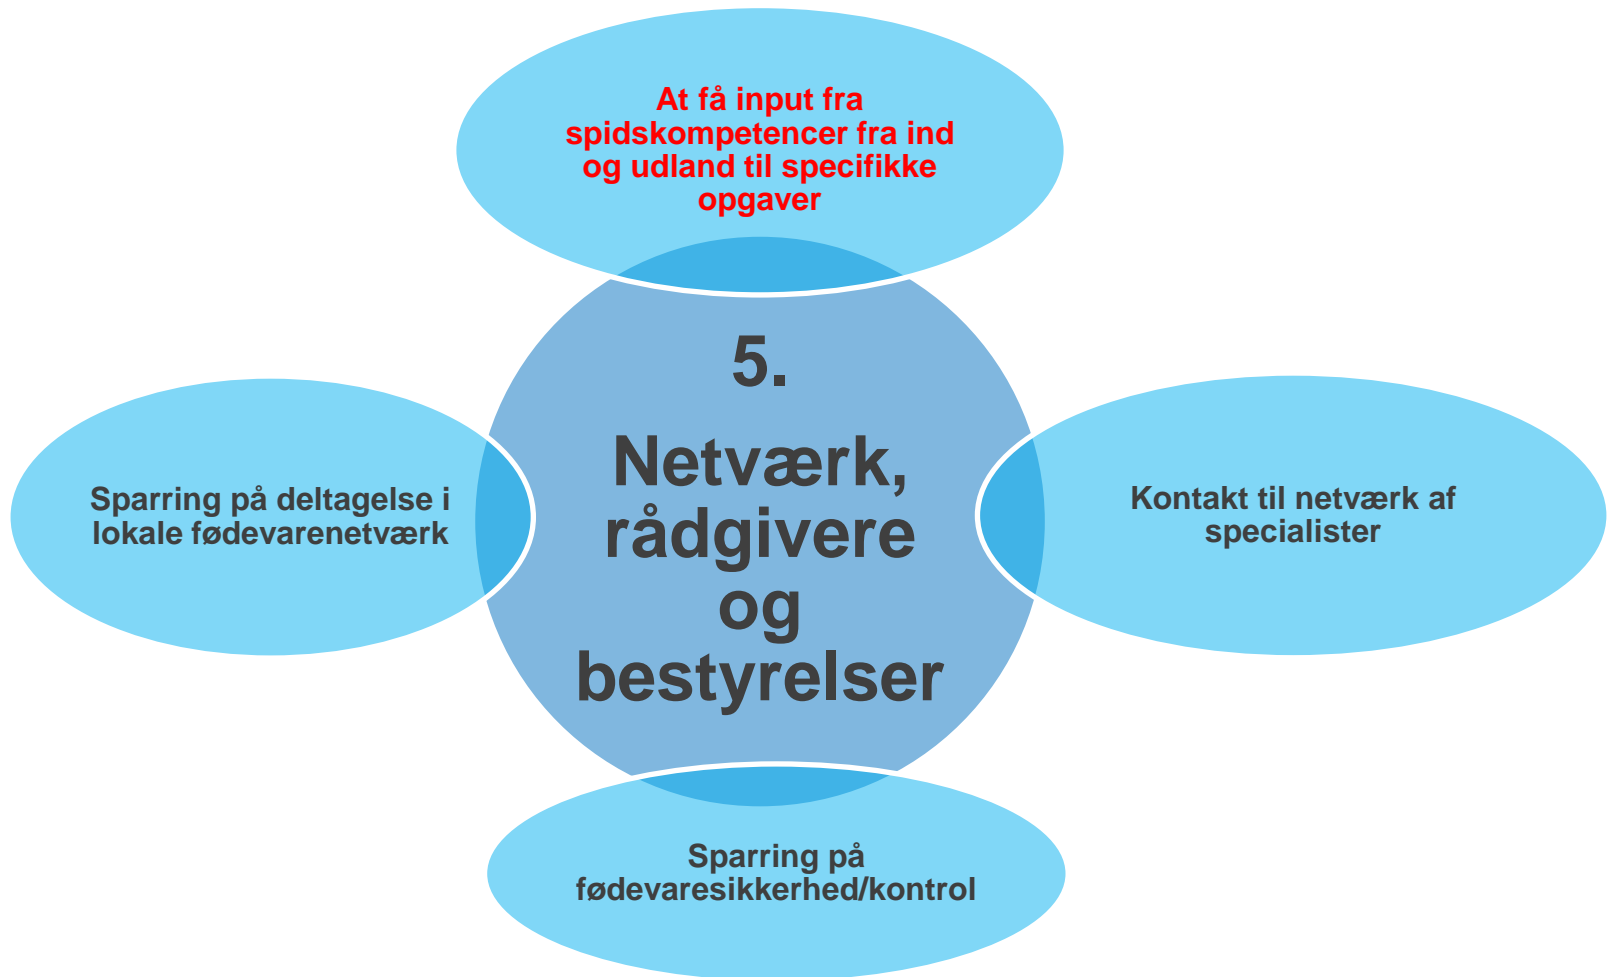 At få input fra
spidskompetencer fra ind
og udland til specifikke
opgaver
5.
Netværk,
rådgivere
og
bestyrelser
Sparring på deltagelse i
lokale fødevarenetværk
Kontakt til netværk af
specialister
Sparring på
fødevaresikkerhed/kontrol